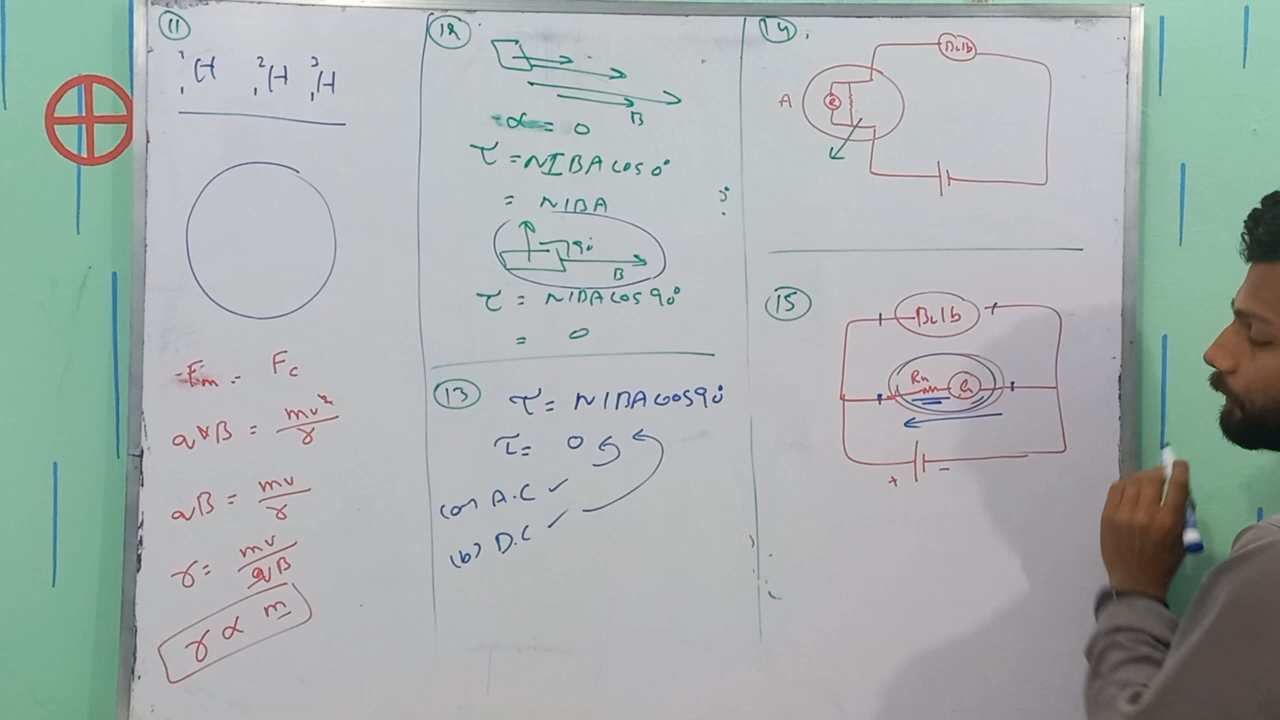 11
¹₁H ²₁H ³₁H
Fm = Fc
qvB = mv²/r
qB = mv/r
r = mv/qB
r ∝ m
12
B
α = 0
τ = NIBA cos 0°
= NIBA
90°
B
τ = NIBA cos 90°
= 0
13
τ = NIBA cos 90°
τ = 0
(a) A.C ✓
(b) D.C ✓
14
Bulb
A
G
15
Bulb
Rh
G
+ -